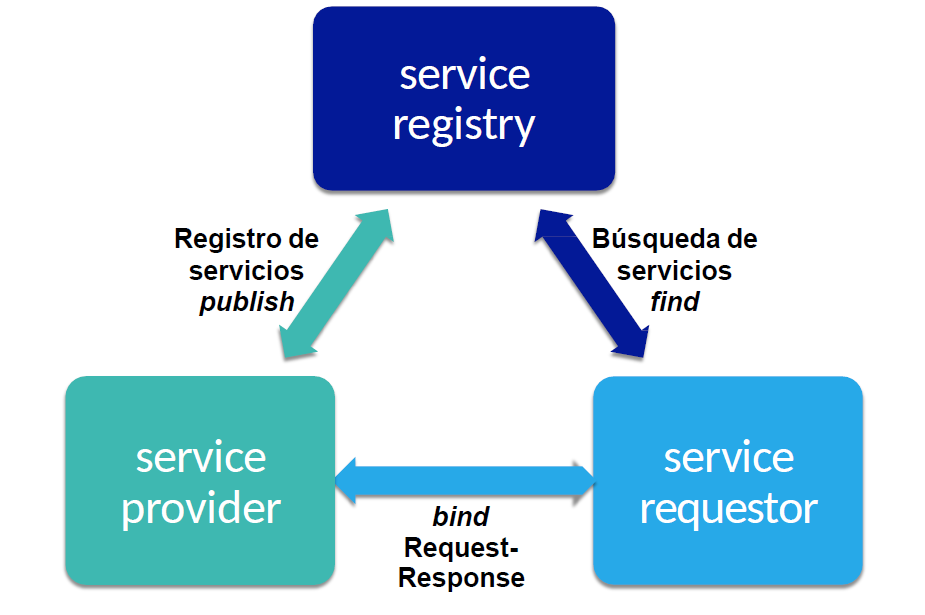 service
registry
Registro de
servicios
publish
Búsqueda de
servicios
find
service
provider
bind
Request-
Response
service
requestor